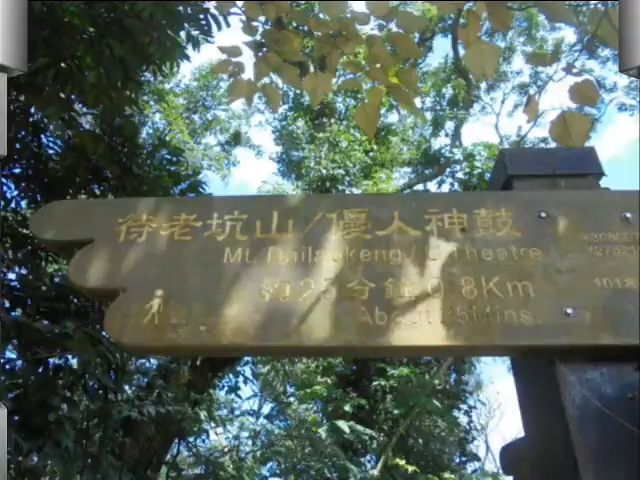 待老坑山/優人神鼓
Mt. Dailaokeng / U Theatre
約25分鐘 0.8Km
About 25Mins.